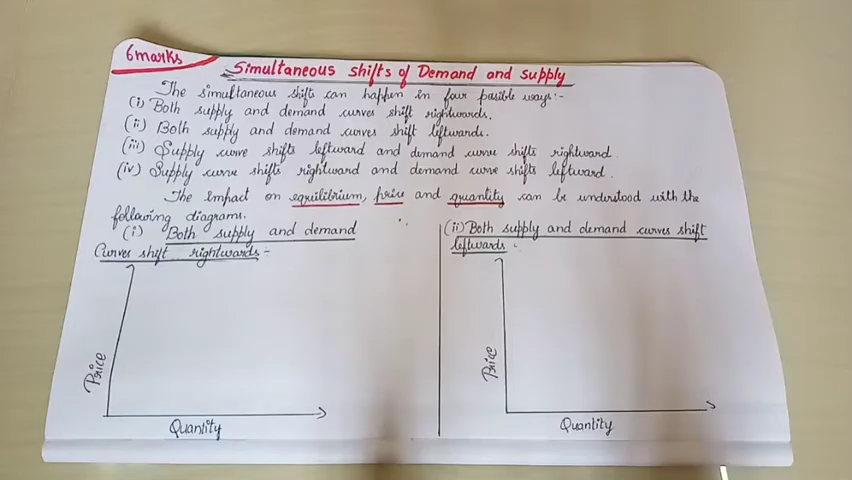 6 marks
Simultaneous shifts of Demand and supply
The simultaneous shifts can happen in four posible ways:-
(i) Both supply and demand curves shift rightwards.
(ii) Both supply and demand curves shift leftwards.
(iii) Supply curve shifts leftward and demand curve shifts rightward.
(iv) Supply curve shifts rightward and demand curve shifts leftward.
The impact on equilibrium, price and quantity can be understood with the
following diagrams.
(i) Both supply and demand
Curves shift rightwards :-
Price
Quantity
(ii) Both supply and demand curves shift
leftwards :-
Price
Quantity